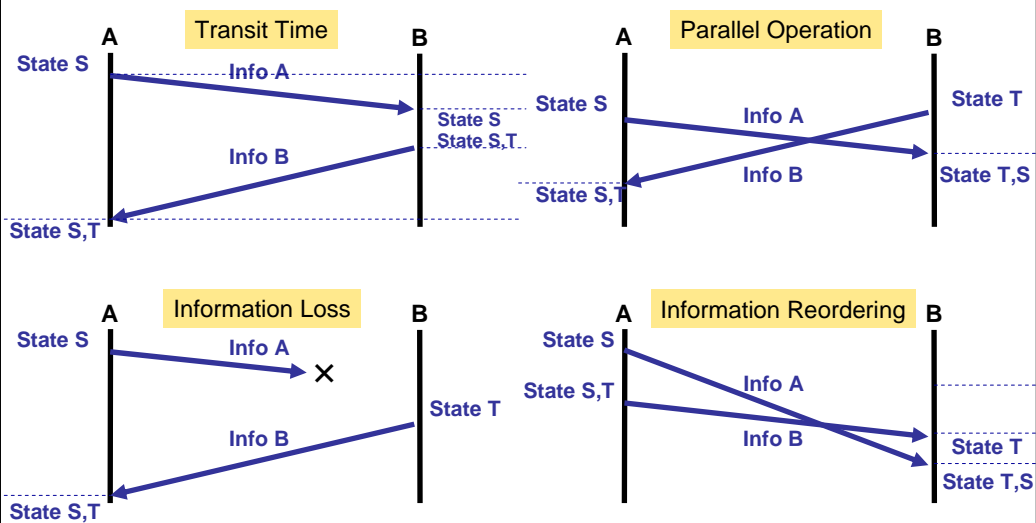 Transit Time
A
B
State S
Info A
State S
State S,T
Info B
State S,T
Parallel Operation
A
B
State S
State T
Info A
Info B
State T,S
State S,T
Information Loss
A
B
State S
Info A
×
State T
Info B
State S,T
Information Reordering
A
B
State S
State S,T
Info A
Info B
State T
State T,S